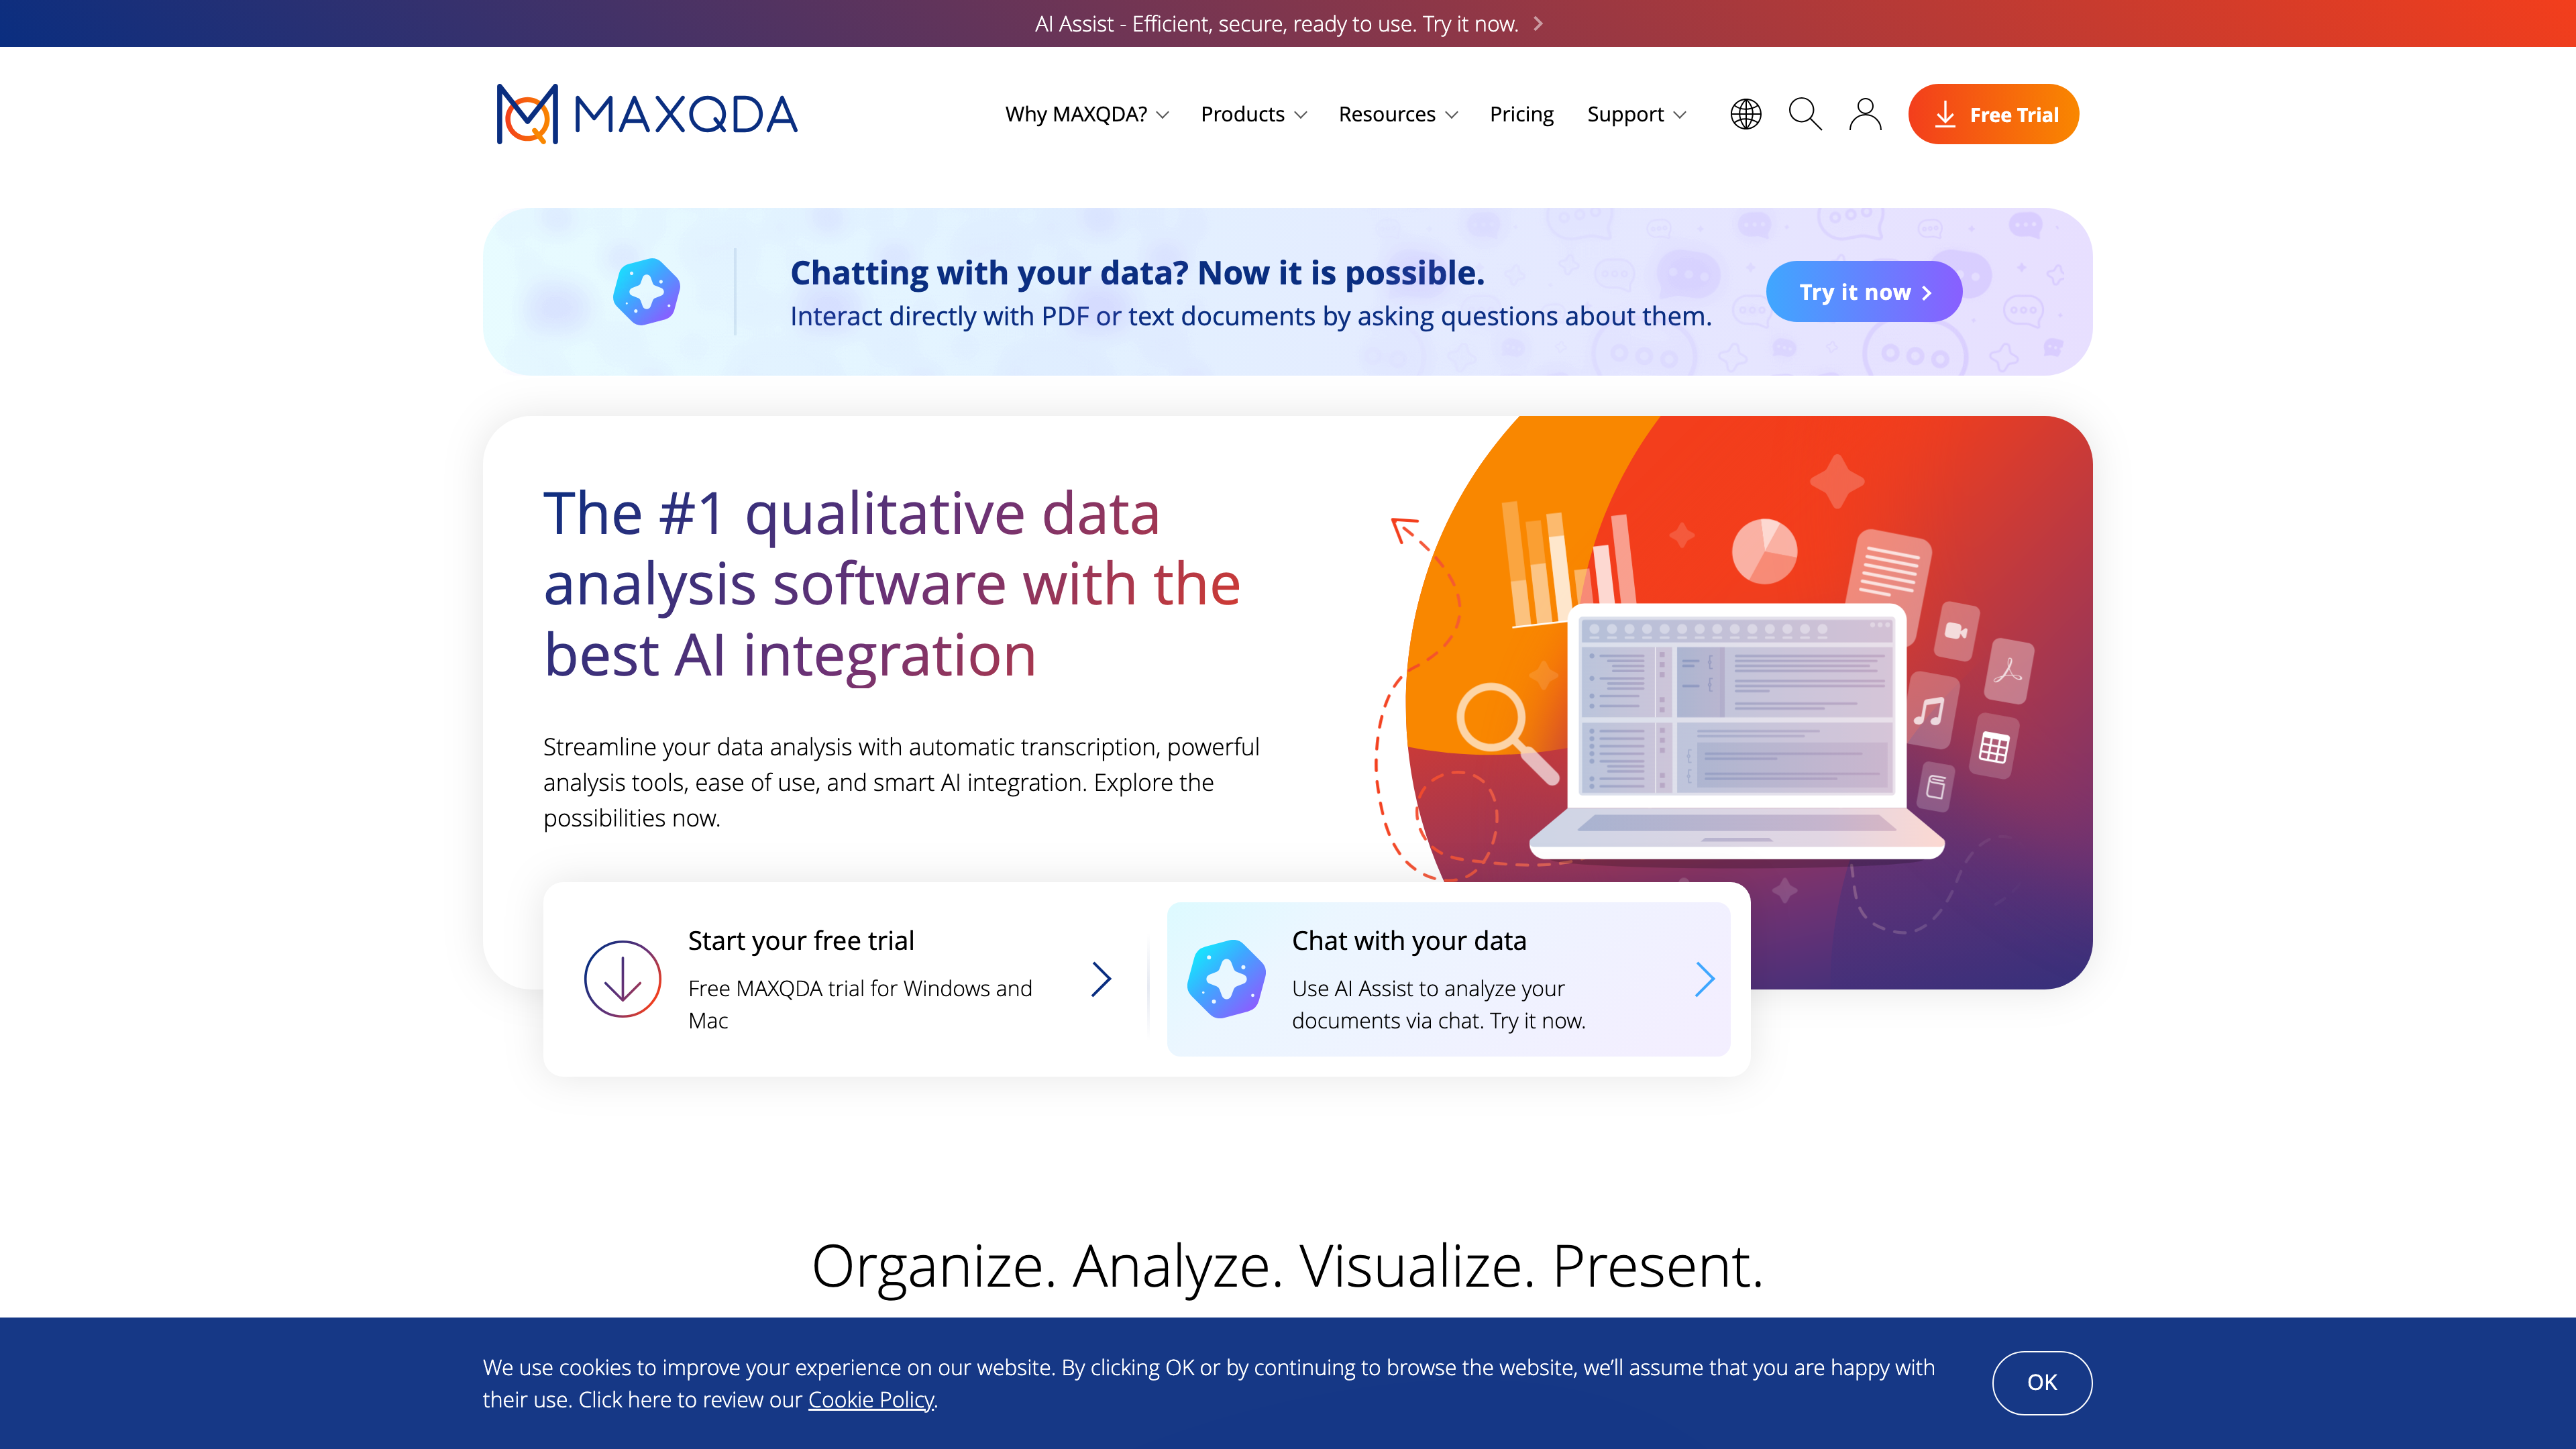 AI Assist - Efficient, secure, ready to use. Try it now.
MAXQDA
Why MAXQDA?
Products
Resources
Pricing
Support
Free Trial
Chatting with your data? Now it is possible.
Interact directly with PDF or text documents by asking questions about them.
Try it now
The #1 qualitative data
analysis software with the
best AI integration
Streamline your data analysis with automatic transcription, powerful
analysis tools, ease of use, and smart AI integration. Explore the
possibilities now.
Start your free trial
Free MAXQDA trial for Windows and
Mac
Chat with your data
Use AI Assist to analyze your
documents via chat. Try it now.
Organize. Analyze. Visualize. Present.
We use cookies to improve your experience on our website. By clicking OK or by continuing to browse the website, we’ll assume that you are happy with
their use. Click here to review our Cookie Policy.
OK